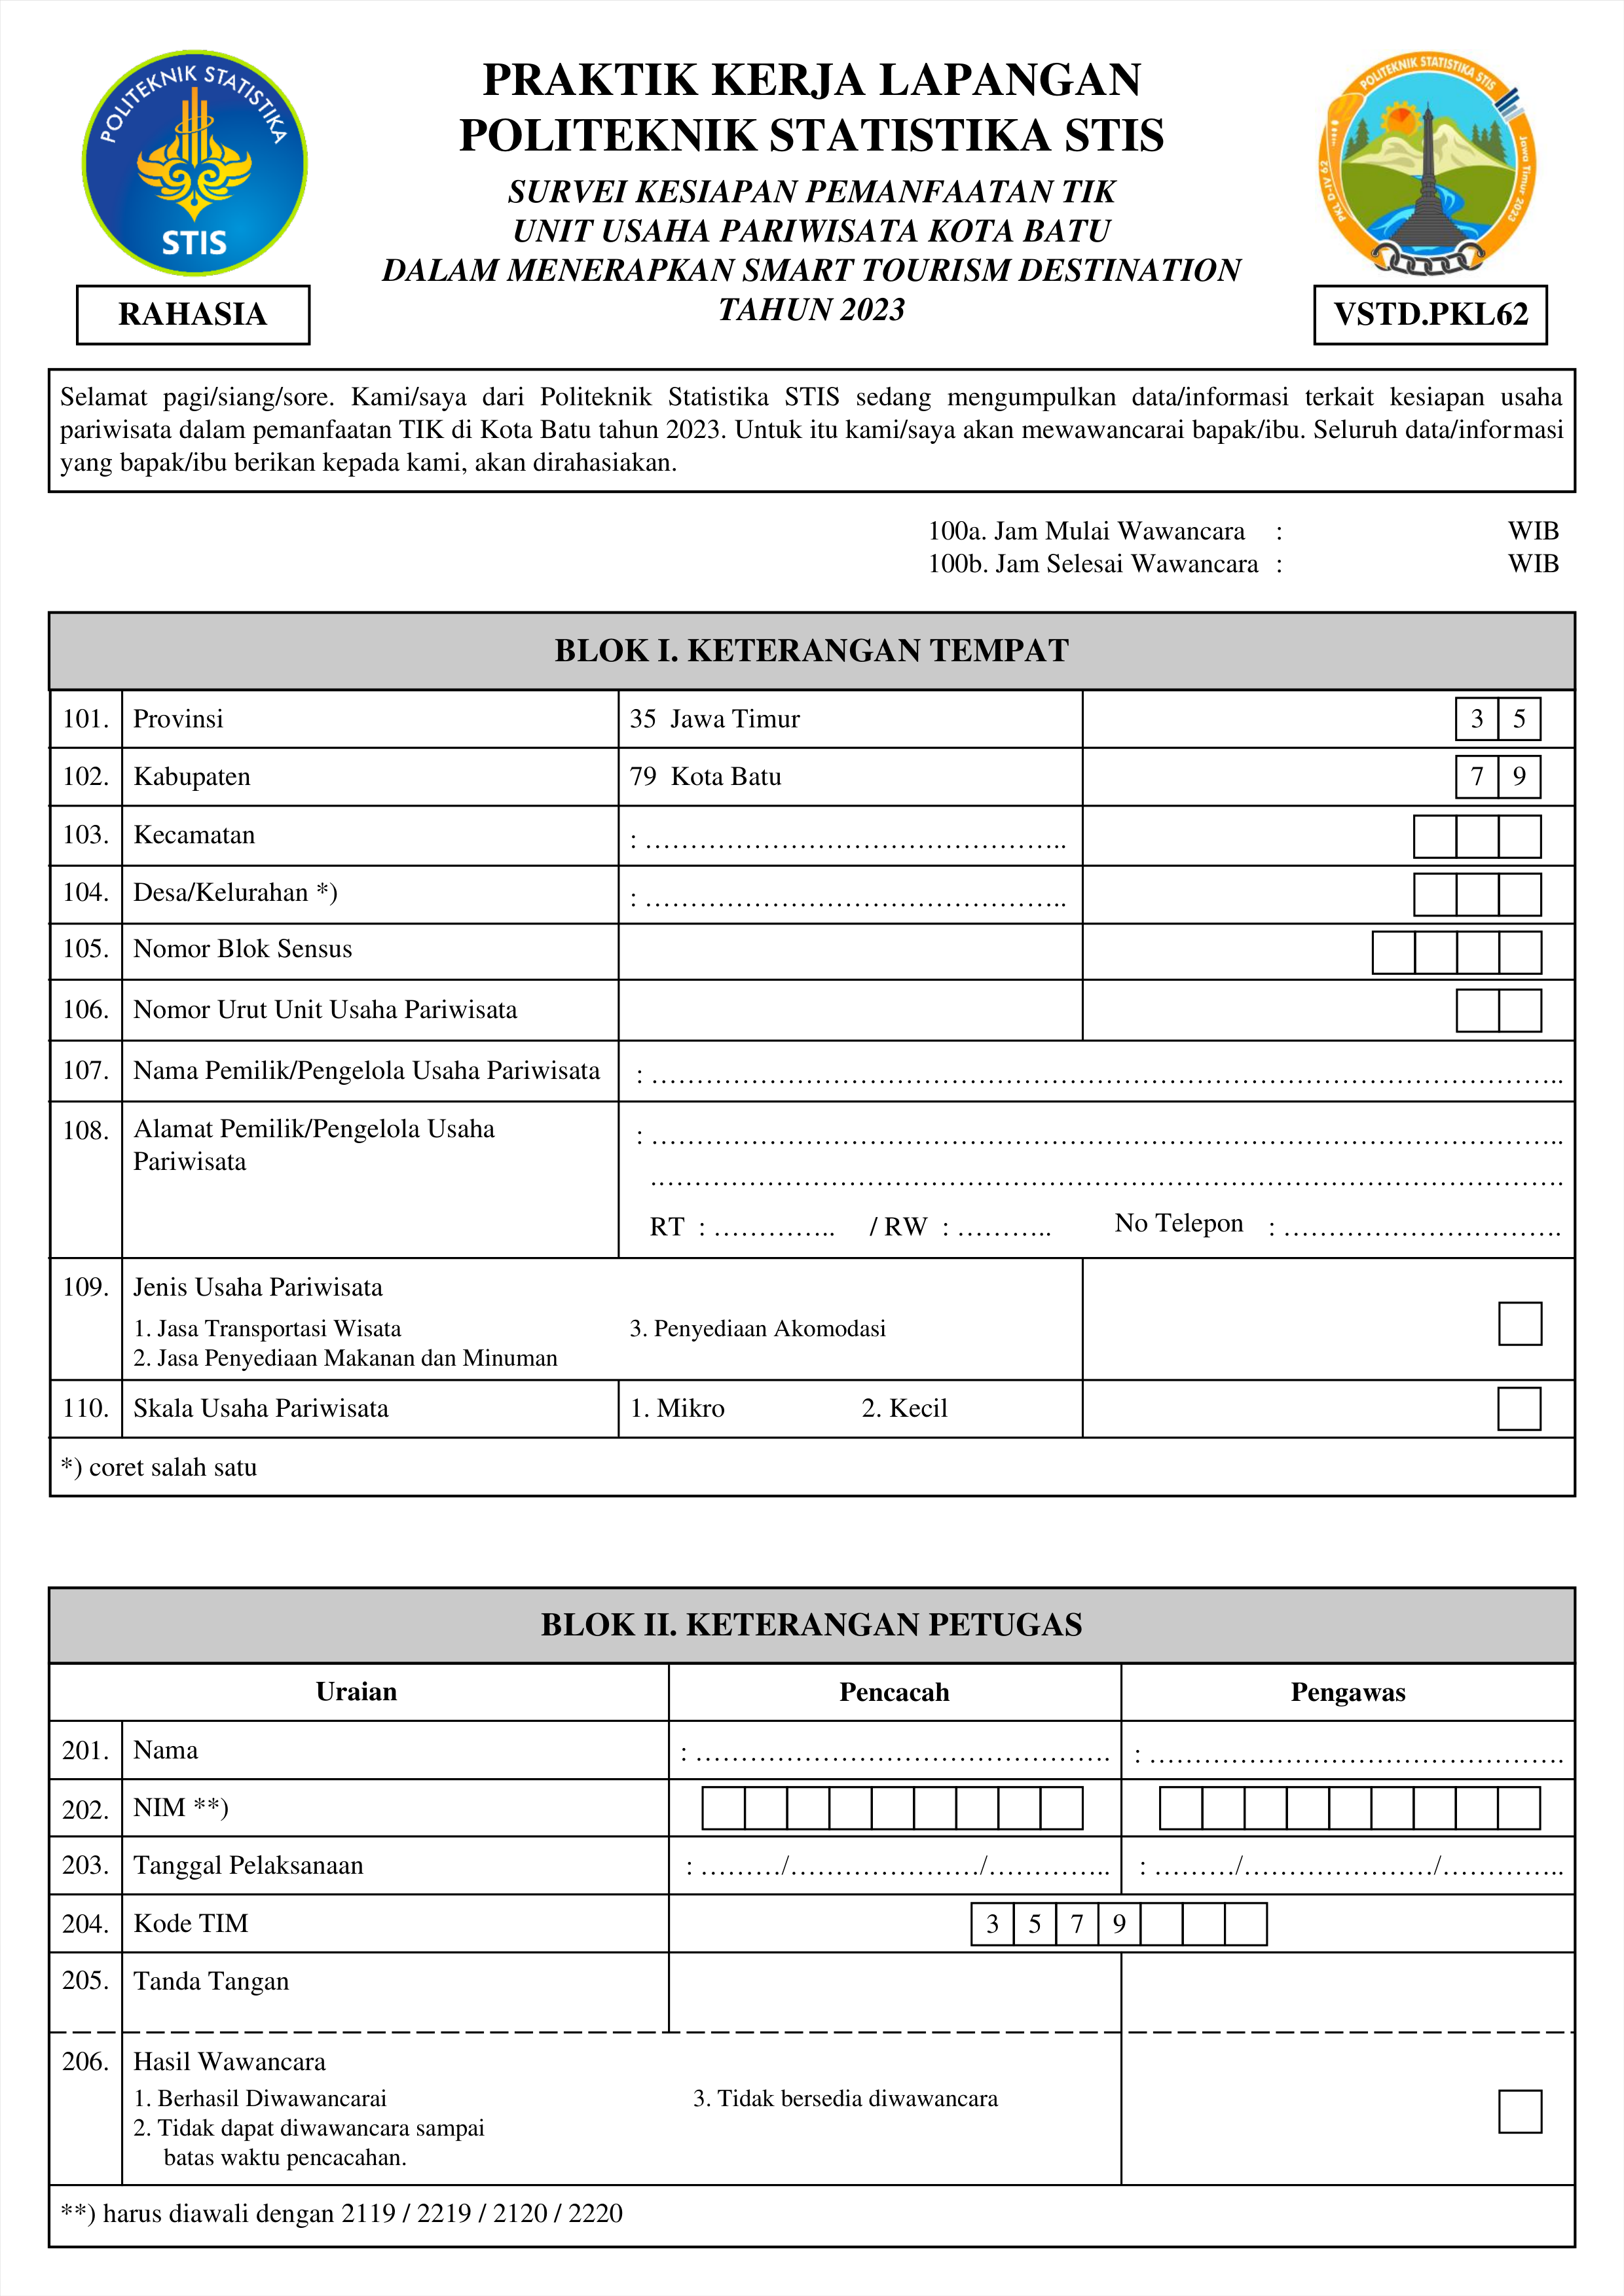 POLITEKNIK STATISTIKA
STIS
RAHASIA
PRAKTIK KERJA LAPANGAN
POLITEKNIK STATISTIKA STIS
SURVEI KESIAPAN PEMANFAATAN TIK
UNIT USAHA PARIWISATA KOTA BATU
DALAM MENERAPKAN SMART TOURISM DESTINATION
TAHUN 2023
POLITEKNIK STATISTIKA STIS
PKL D-IV 62
Jawa Timur 2023
VSTD.PKL62
Selamat pagi/siang/sore. Kami/saya dari Politeknik Statistika STIS sedang mengumpulkan data/informasi terkait kesiapan usaha
pariwisata dalam pemanfaatan TIK di Kota Batu tahun 2023. Untuk itu kami/saya akan mewawancarai bapak/ibu. Seluruh data/informasi
yang bapak/ibu berikan kepada kami, akan dirahasiakan.
100a. Jam Mulai Wawancara : WIB
100b. Jam Selesai Wawancara : WIB
BLOK I. KETERANGAN TEMPAT
101. Provinsi 35 Jawa Timur 3 5
102. Kabupaten 79 Kota Batu 7 9
103. Kecamatan : ………………………………………..
104. Desa/Kelurahan *) : ………………………………………..
105. Nomor Blok Sensus
106. Nomor Urut Unit Usaha Pariwisata
107. Nama Pemilik/Pengelola Usaha Pariwisata : ………………………………………………………………………………………..
108. Alamat Pemilik/Pengelola Usaha : ………………………………………………………………………………………..
Pariwisata
………………………………………………………………………………………….
RT : ………….. / RW : ……….. No Telepon : ………………………….
109. Jenis Usaha Pariwisata
1. Jasa Transportasi Wisata 3. Penyediaan Akomodasi
2. Jasa Penyediaan Makanan dan Minuman
110. Skala Usaha Pariwisata 1. Mikro 2. Kecil
*) coret salah satu
BLOK II. KETERANGAN PETUGAS
Uraian Pencacah Pengawas
201. Nama : ………………………………………. : ……………………………………….
202. NIM **)
203. Tanggal Pelaksanaan : ………/…………………/………….. : ………/…………………/…………..
204. Kode TIM 3 5 7 9
205. Tanda Tangan
206. Hasil Wawancara
1. Berhasil Diwawancarai 3. Tidak bersedia diwawancara
2. Tidak dapat diwawancara sampai
batas waktu pencacahan.
**) harus diawali dengan 2119 / 2219 / 2120 / 2220